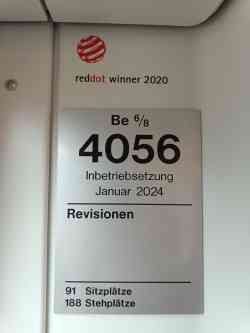 reddot winner 2020
Be 6/8
4056
Inbetriebsetzung
Januar 2024
Revisionen
91 Sitzplätze
188 Stehplätze